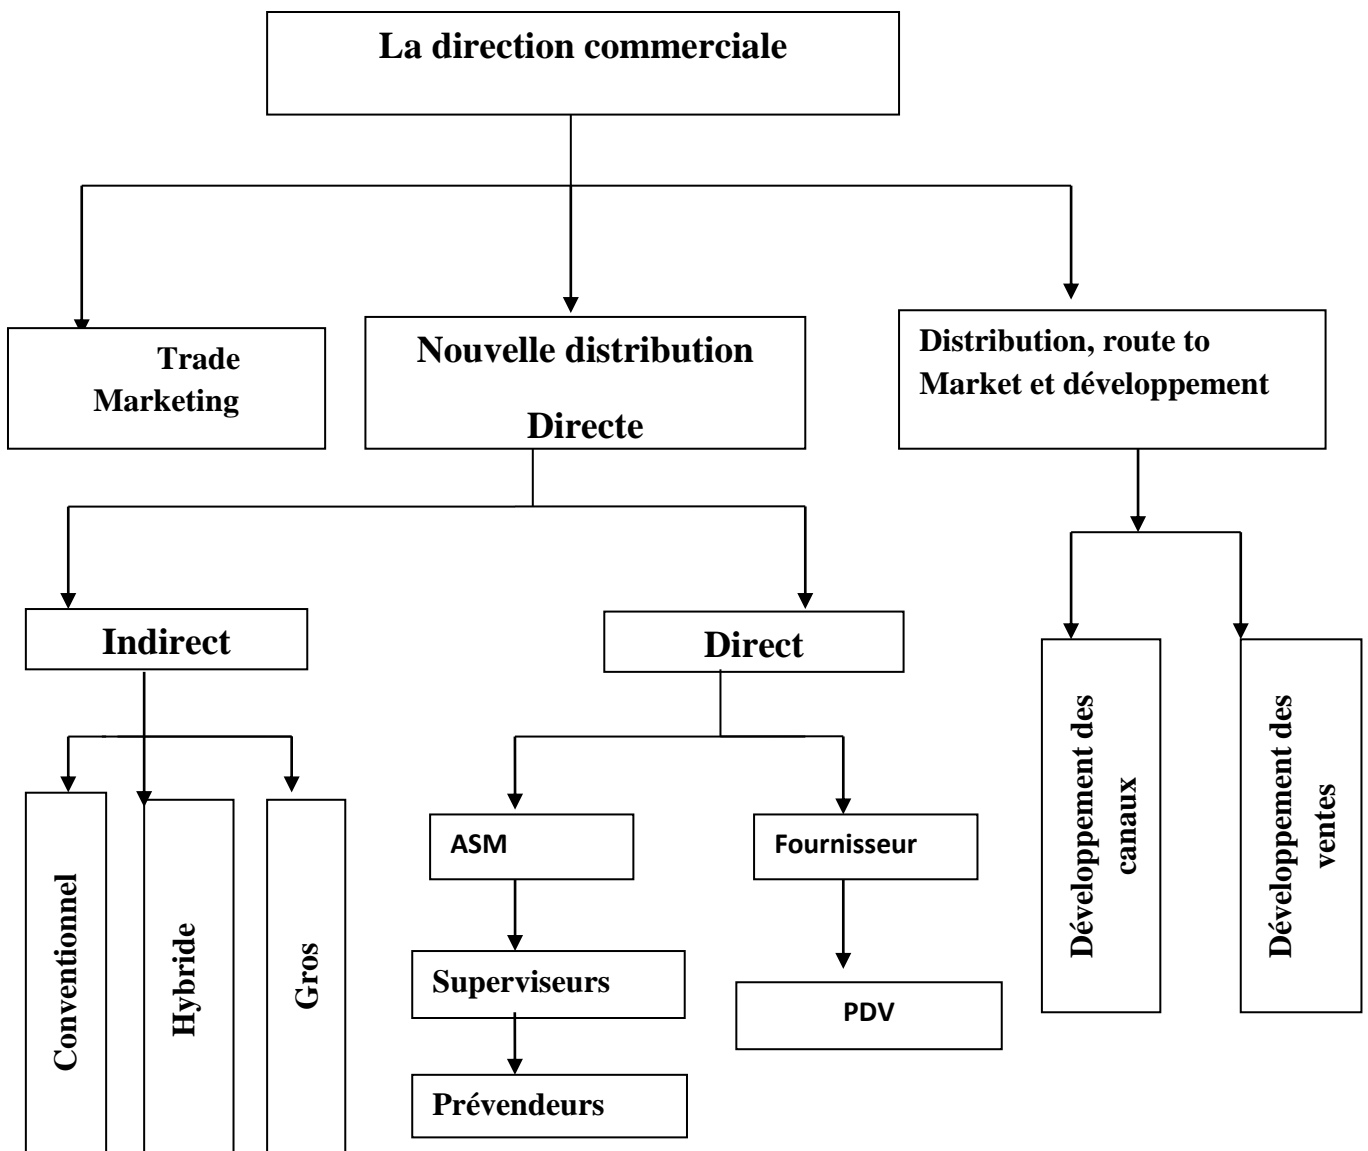 La direction commerciale
Trade
Marketing
Nouvelle distribution
Directe
Distribution, route to
Market et développement
Indirect
Direct
Conventionnel
Hybride
Gros
ASM
Fournisseur
Superviseurs
PDV
Prévendeurs
Développement des
canaux
Développement des
ventes